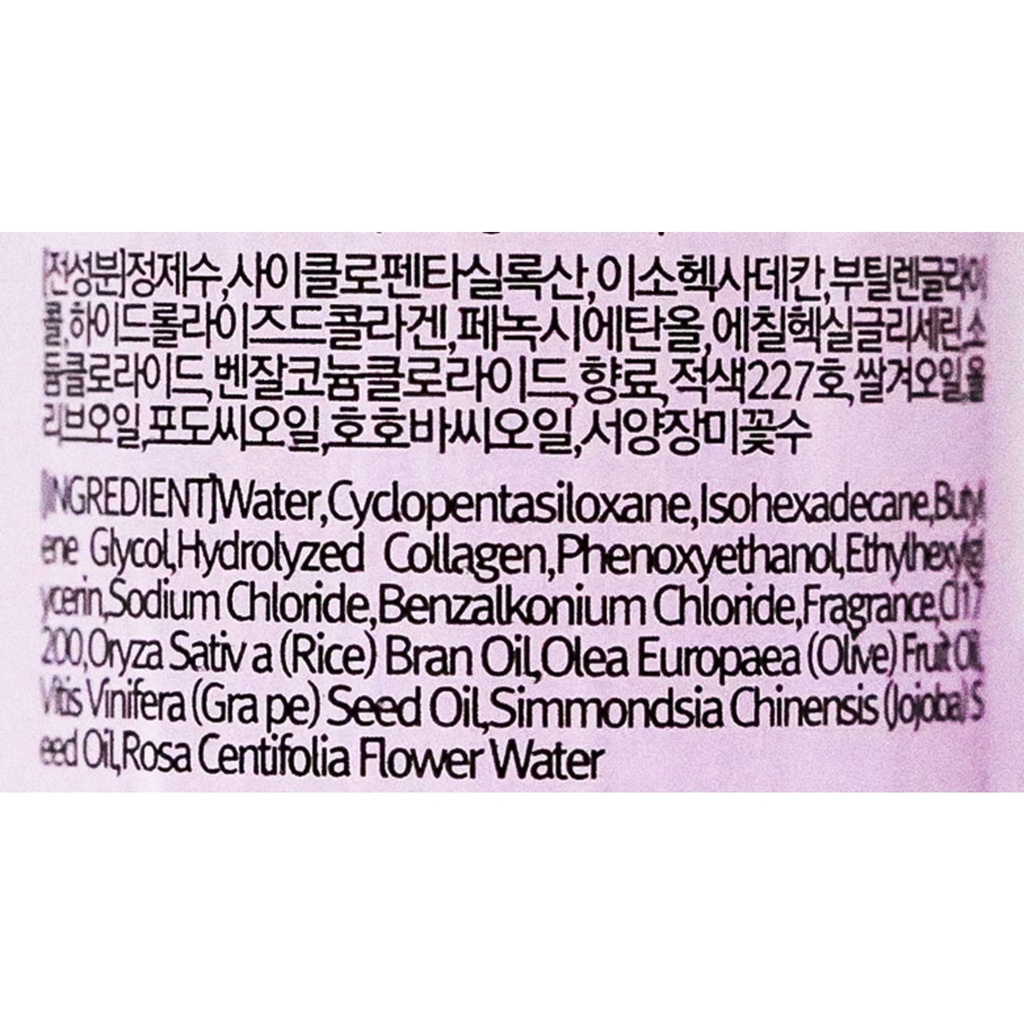 [전성분]정제수,사이클로펜타실록산,이소헥사데칸,부틸렌글라이
콜,하이드롤라이즈드콜라겐,페녹시에탄올,에칠헥실글리세린,소
듐클로라이드,벤잘코늄클로라이드,향료,적색227호,쌀겨오일,올
리브오일,포도씨오일,호호바씨오일,서양장미꽃수
[INGREDIENT]Water,Cyclopentasiloxane,Isohexadecane,Butyl
ene Glycol,Hydrolyzed Collagen,Phenoxyethanol,Ethylhexylgl
ycerin,Sodium Chloride,Benzalkonium Chloride,Fragrance,CI17
200,Oryza Sativ a (Rice) Bran Oil,Olea Europaea (Olive) Fruit Oil,
Vitis Vinifera (Gra pe) Seed Oil,Simmondsia Chinensis (Jojoba) S
eed Oil,Rosa Centifolia Flower Water